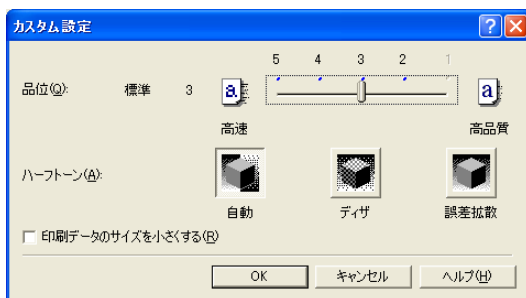 カスタム設定
5 4 3 2 1
品位(Q): 標準 3 a a
高速 高品質
ハーフトーン(A):
自動 ディザ 誤差拡散
印刷データのサイズを小さくする(R)
OK キャンセル ヘルプ(H)